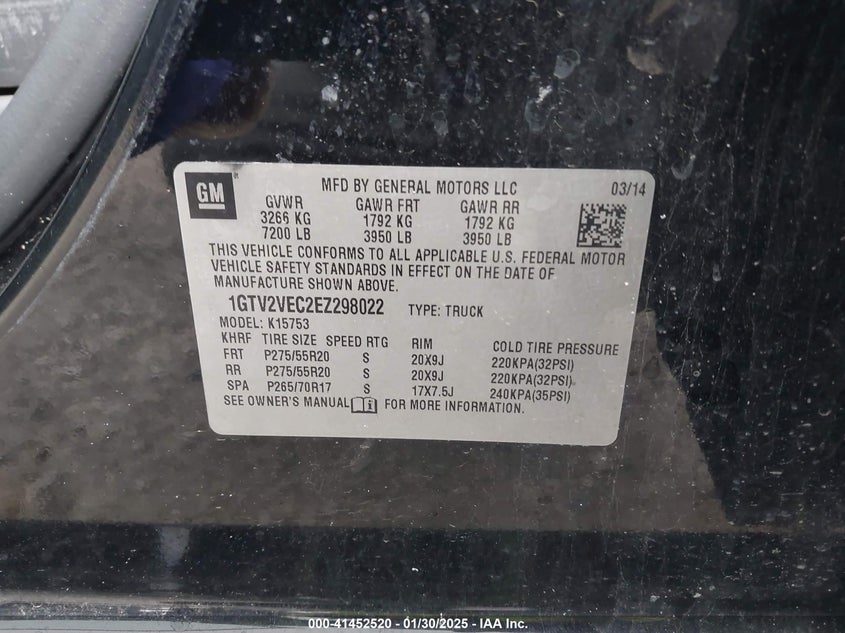 GM
MFD BY GENERAL MOTORS LLC 03/14
GVWR GAWR FRT GAWR RR
3266 KG 1792 KG 1792 KG
7200 LB 3950 LB 3950 LB
THIS VEHICLE CONFORMS TO ALL APPLICABLE U.S. FEDERAL MOTOR
VEHICLE SAFETY STANDARDS IN EFFECT ON THE DATE OF
MANUFACTURE SHOWN ABOVE.
1GTV2VEC2EZ298022 TYPE: TRUCK
MODEL: K15753
KHRF TIRE SIZE SPEED RTG RIM COLD TIRE PRESSURE
FRT P275/55R20 S 20X9J 220KPA(32PSI)
RR P275/55R20 S 20X9J 220KPA(32PSI)
SPA P265/70R17 S 17X7.5J 240KPA(35PSI)
SEE OWNER'S MANUAL FOR MORE INFORMATION.
000-41452520 - 01/30/2025 - IAA Inc.